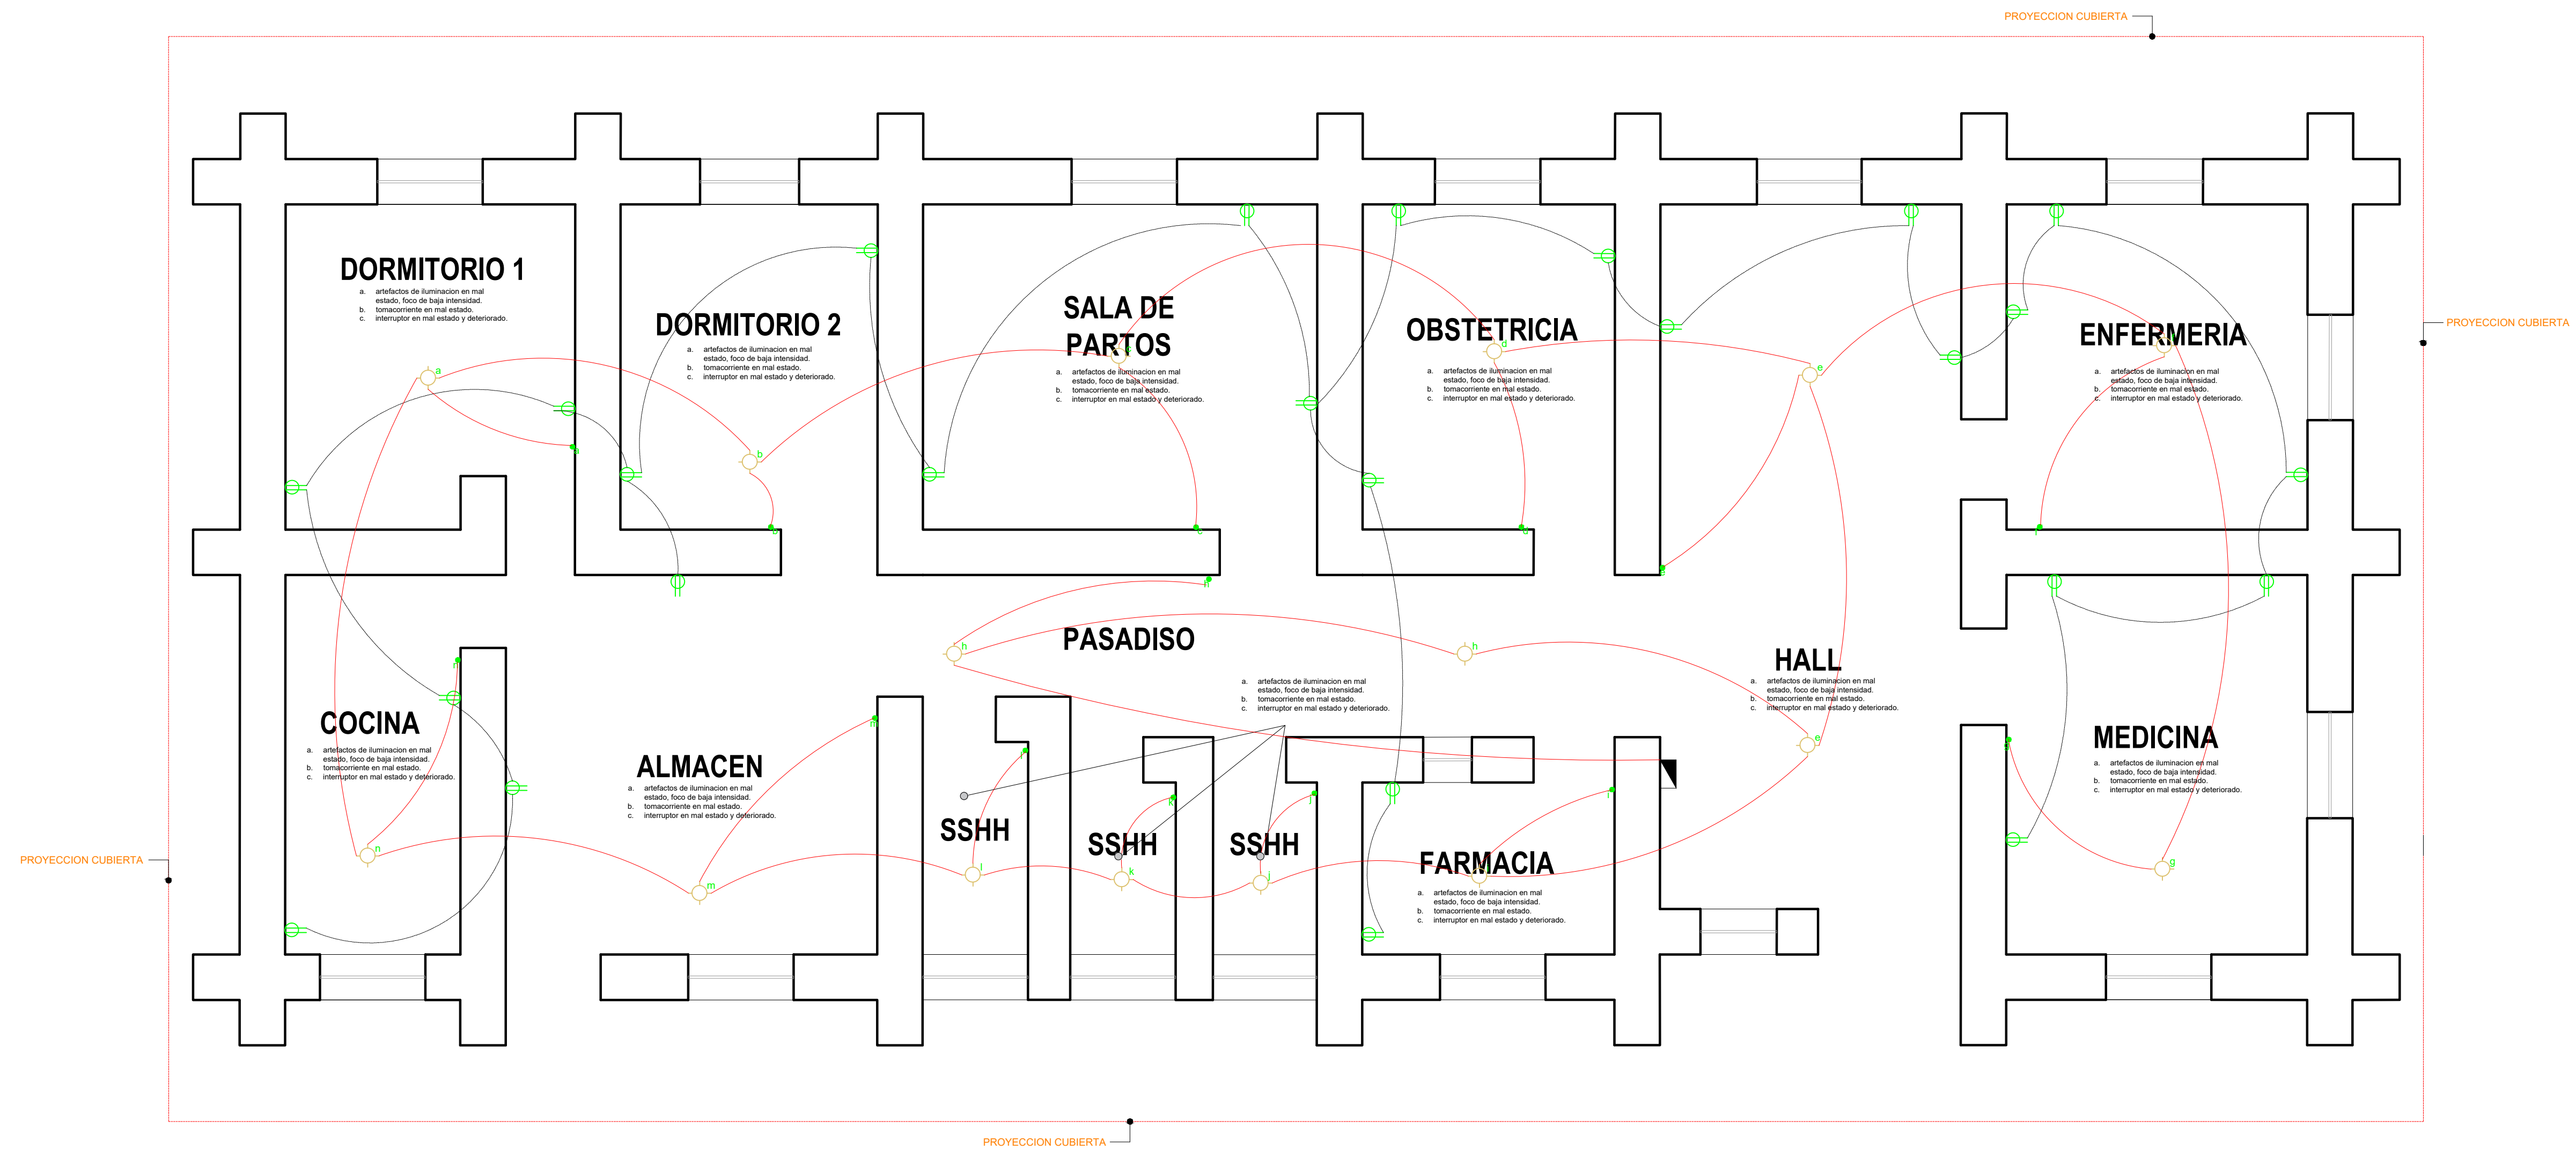 PROYECCION CUBIERTA
DORMITORIO 1
a. artefactos de iluminacion en mal
estado, foco de baja intensidad.
b. tomacorriente en mal estado.
c. interruptor en mal estado y deteriorado.
DORMITORIO 2
a. artefactos de iluminacion en mal
estado, foco de baja intensidad.
b. tomacorriente en mal estado.
c. interruptor en mal estado y deteriorado.
SALA DE
PARTOS
a. artefactos de iluminacion en mal
estado, foco de baja intensidad.
b. tomacorriente en mal estado.
c. interruptor en mal estado y deteriorado.
OBSTETRICIA
a. artefactos de iluminacion en mal
estado, foco de baja intensidad.
b. tomacorriente en mal estado.
c. interruptor en mal estado y deteriorado.
ENFERMERIA
a. artefactos de iluminacion en mal
estado, foco de baja intensidad.
b. tomacorriente en mal estado.
c. interruptor en mal estado y deteriorado.
PROYECCION CUBIERTA
a
a
b
b
c
c
d
d
e
e
f
h
h
h
PASADISO
a. artefactos de iluminacion en mal
estado, foco de baja intensidad.
b. tomacorriente en mal estado.
c. interruptor en mal estado y deteriorado.
HALL
a. artefactos de iluminacion en mal
estado, foco de baja intensidad.
b. tomacorriente en mal estado.
c. interruptor en mal estado y deteriorado.
e
n
COCINA
a. artefactos de iluminacion en mal
estado, foco de baja intensidad.
b. tomacorriente en mal estado.
c. interruptor en mal estado y deteriorado.
n
ALMACEN
a. artefactos de iluminacion en mal
estado, foco de baja intensidad.
b. tomacorriente en mal estado.
c. interruptor en mal estado y deteriorado.
m
m
SSHH
l
l
SSHH
k
k
SSHH
j
j
FARMACIA
a. artefactos de iluminacion en mal
estado, foco de baja intensidad.
b. tomacorriente en mal estado.
c. interruptor en mal estado y deteriorado.
i
MEDICINA
a. artefactos de iluminacion en mal
estado, foco de baja intensidad.
b. tomacorriente en mal estado.
c. interruptor en mal estado y deteriorado.
g
g
PROYECCION CUBIERTA
PROYECCION CUBIERTA